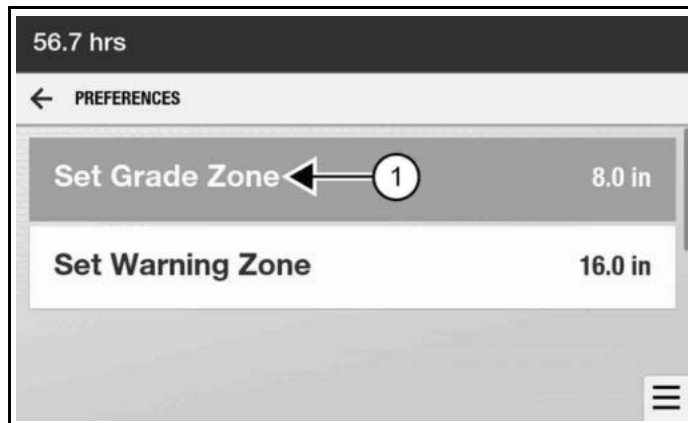 56.7 hrs
← PREFERENCES
Set Grade Zone 1 8.0 in
Set Warning Zone 16.0 in